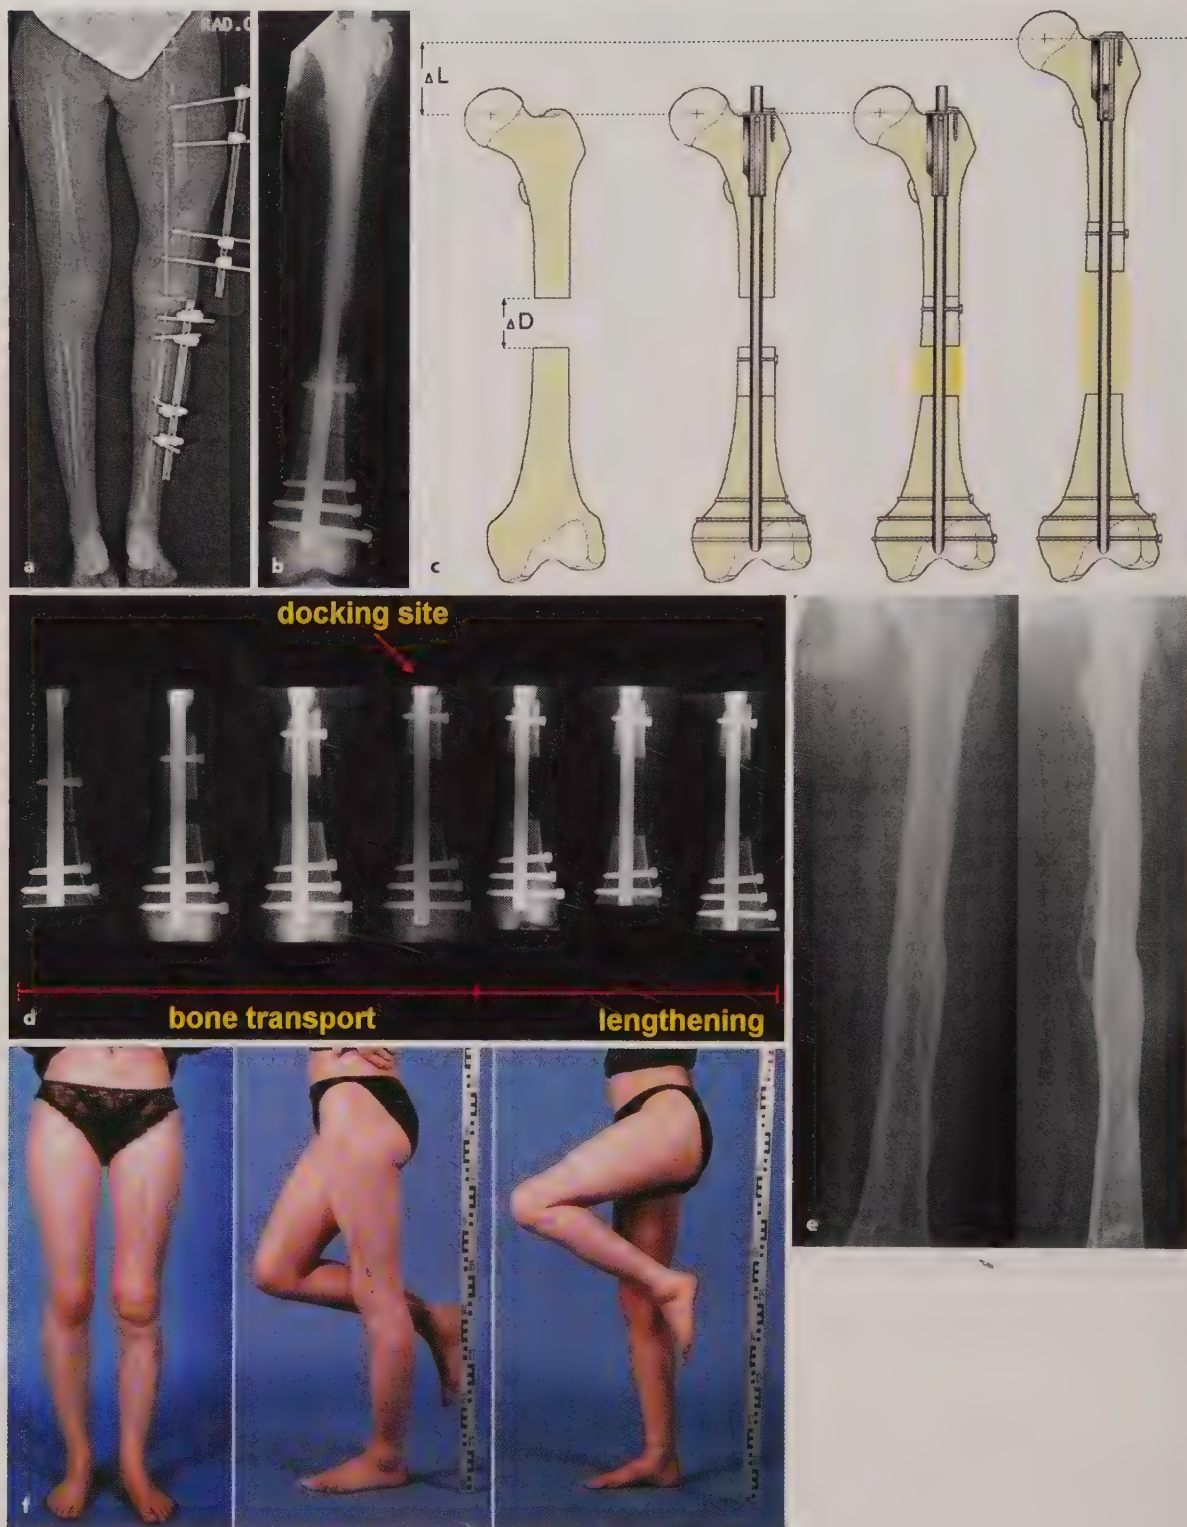 RAD.
a
b
ΔL
ΔD
c
docking site
bone transport
lengthening
d
e
f